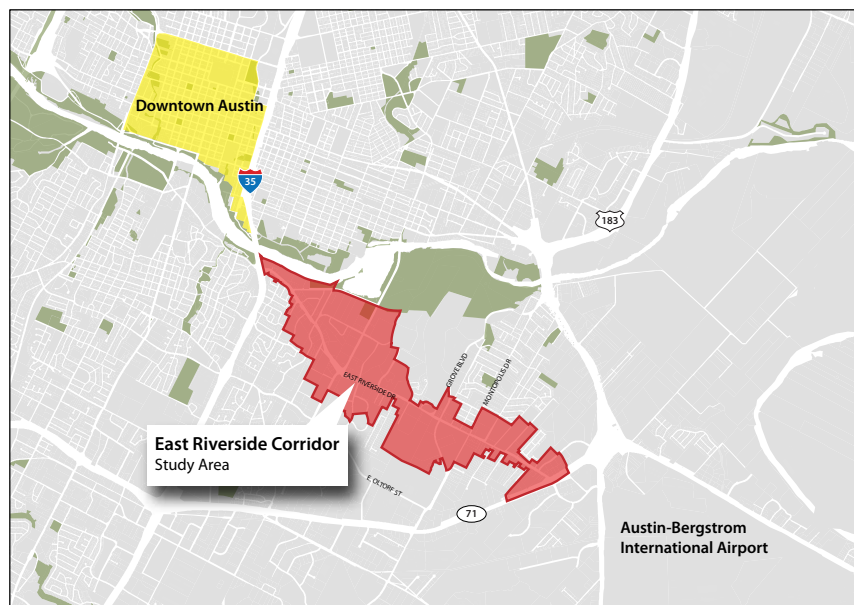 Downtown Austin
35
183
GROVE BLVD
MONTOPOLIS DR
EAST RIVERSIDE DR
East Riverside Corridor
Study Area
E. OLTORF ST
71
Austin-Bergstrom
International Airport